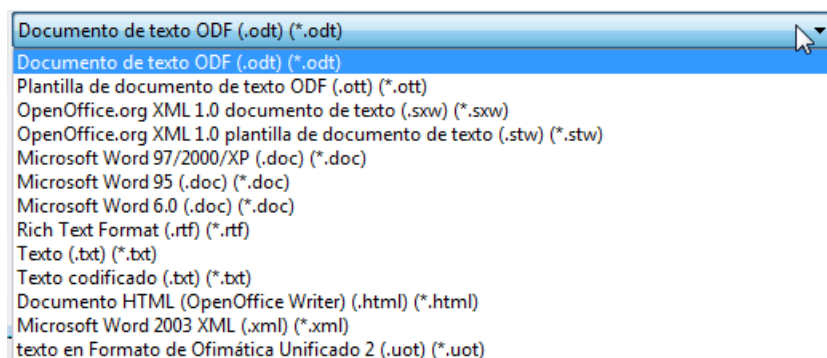 Documento de texto ODF (.odt) (*.odt)
Documento de texto ODF (.odt) (*.odt)
Plantilla de documento de texto ODF (.ott) (*.ott)
OpenOffice.org XML 1.0 documento de texto (.sxw) (*.sxw)
OpenOffice.org XML 1.0 plantilla de documento de texto (.stw) (*.stw)
Microsoft Word 97/2000/XP (.doc) (*.doc)
Microsoft Word 95 (.doc) (*.doc)
Microsoft Word 6.0 (.doc) (*.doc)
Rich Text Format (.rtf) (*.rtf)
Texto (.txt) (*.txt)
Texto codificado (.txt) (*.txt)
Documento HTML (OpenOffice Writer) (.html) (*.html)
Microsoft Word 2003 XML (.xml) (*.xml)
texto en Formato de Ofimática Unificado 2 (.uot) (*.uot)